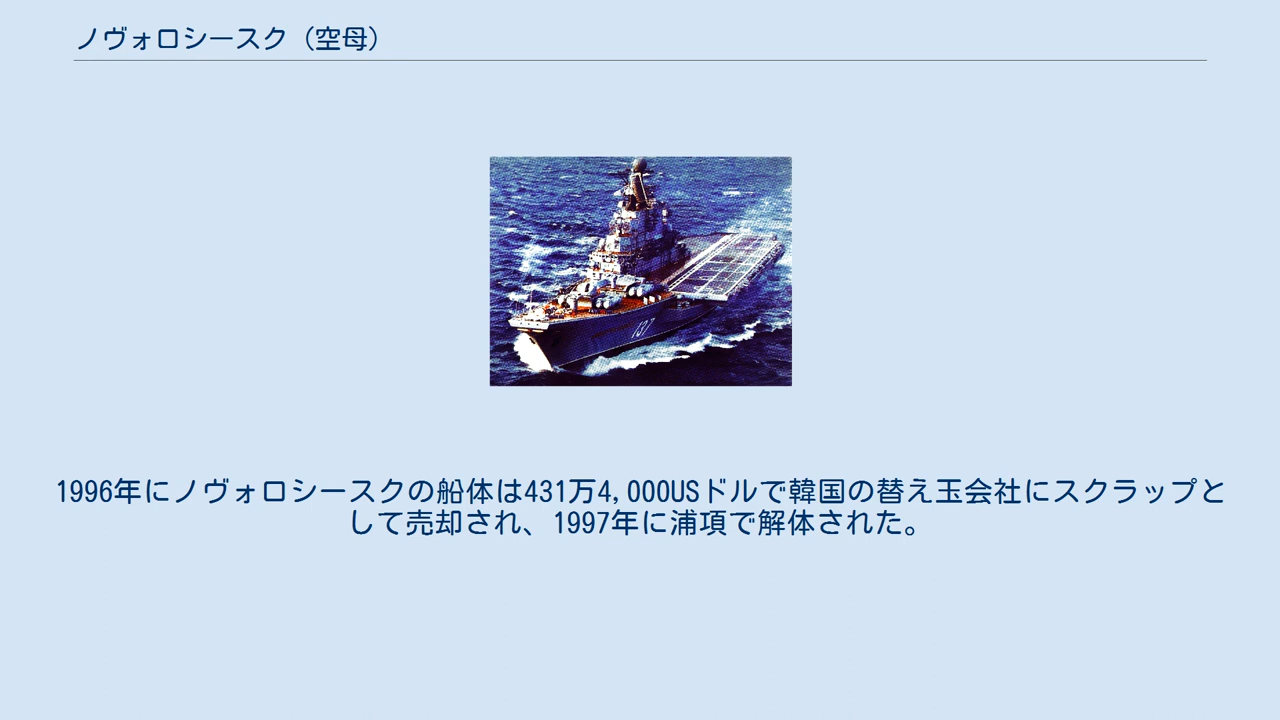 ノヴォロシースク（空母）
137
1996年にノヴォロシースクの船体は431万4,000USドルで韓国の替え玉会社にスクラップと
して売却され、1997年に浦項で解体された。